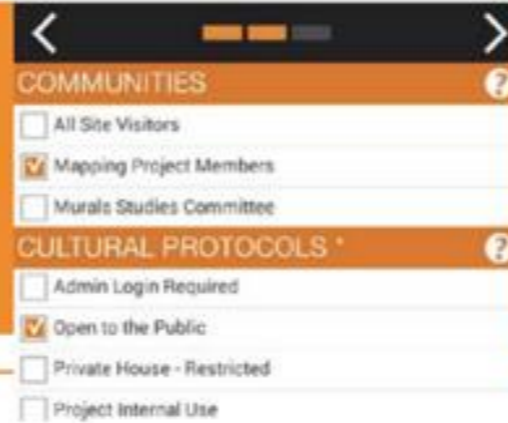 COMMUNITIES ?
All Site Visitors
Mapping Project Members
Murals Studies Committee
CULTURAL PROTOCOLS * ?
Admin Login Required
Open to the Public
Private House - Restricted
Project Internal Use